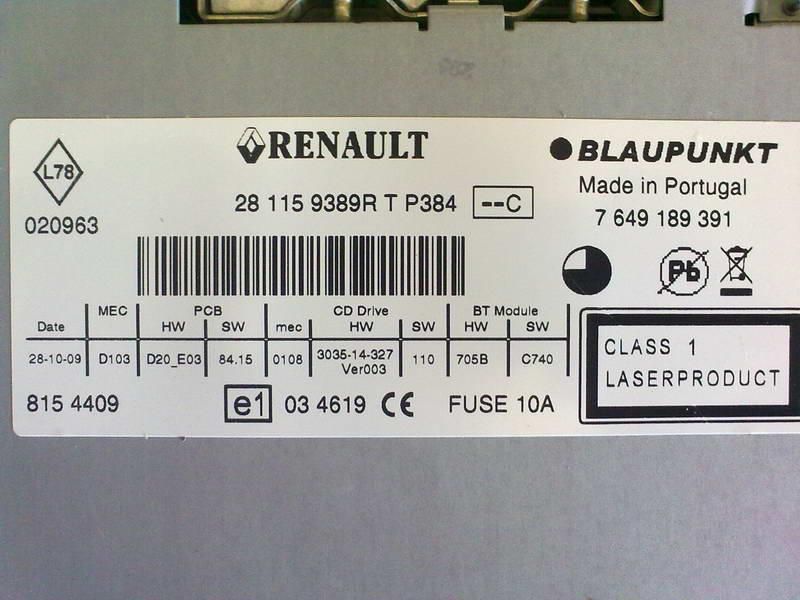 L78
020963
RENAULT
28 115 9389R T P384 --C
BLAUPUNKT
Made in Portugal
7 649 189 391
Pb
MEC PCB CD Drive BT Module
Date HW SW mec HW SW HW SW
28-10-09 D103 D20_E03 84.15 0108 3035-14-327 110 705B C740
Ver003
815 4409 e1 03 4619 CE FUSE 10A
CLASS 1
LASERPRODUCT